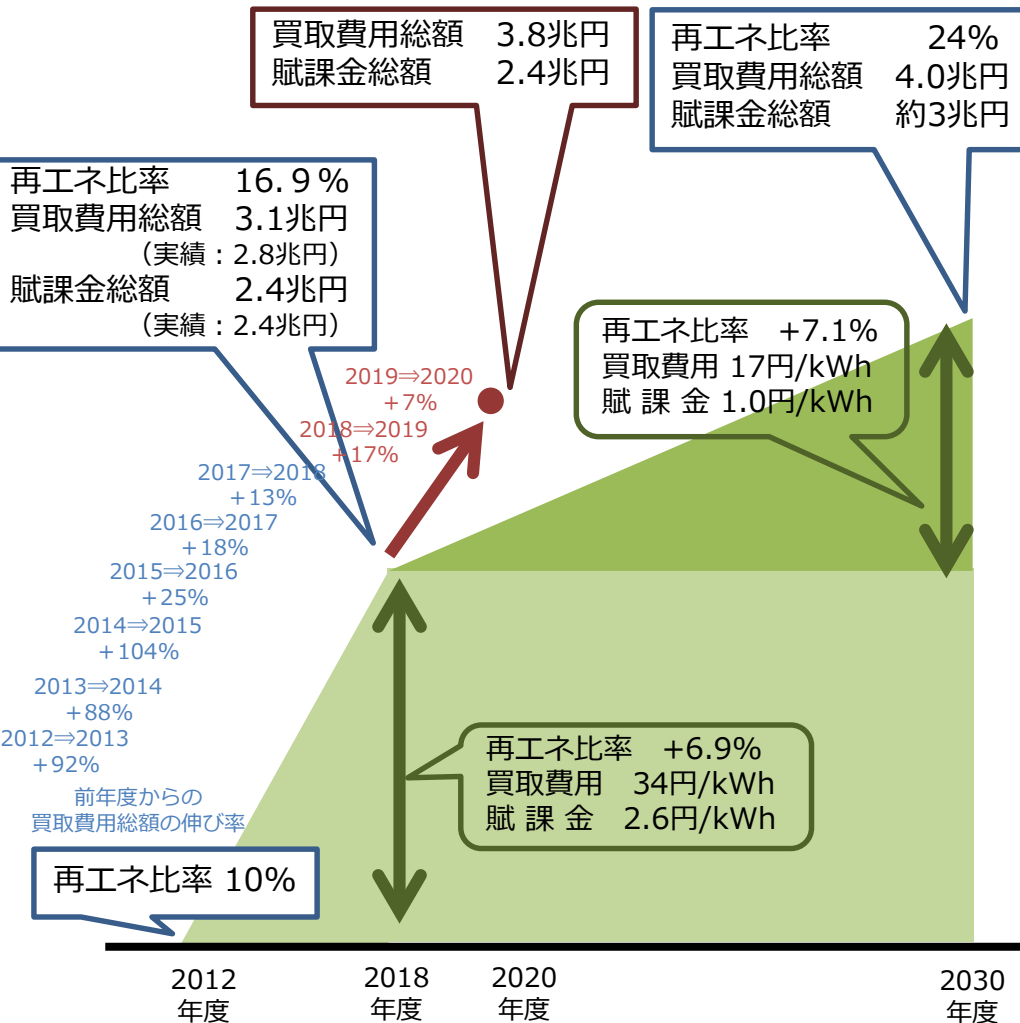 買取費用総額 3.8兆円
賦課金総額 2.4兆円
再エネ比率 24%
買取費用総額 4.0兆円
賦課金総額 約3兆円
再エネ比率 16.9%
買取費用総額 3.1兆円
（実績：2.8兆円）
賦課金総額 2.4兆円
（実績：2.4兆円）
再エネ比率 +7.1%
買取費用 17円/kWh
賦課金 1.0円/kWh
2019⇒2020
+7%
2018⇒2019
+17%
2017⇒2018
+13%
2016⇒2017
+18%
2015⇒2016
+25%
2014⇒2015
+104%
2013⇒2014
+88%
2012⇒2013
+92%
前年度からの
買取費用総額の伸び率
再エネ比率 +6.9%
買取費用 34円/kWh
賦課金 2.6円/kWh
再エネ比率 10%
2012
年度
2018
年度
2020
年度
2030
年度